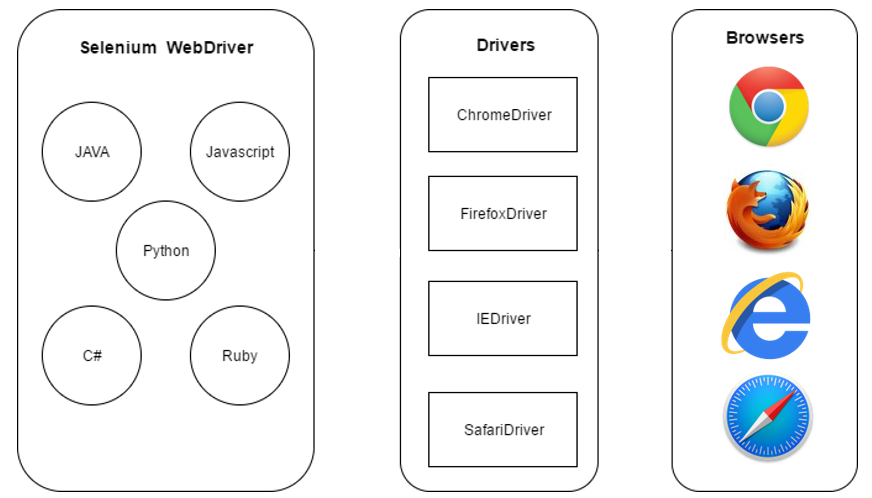 Selenium WebDriver
JAVA
Javascript
Python
C#
Ruby
Drivers
ChromeDriver
FirefoxDriver
IEDriver
SafariDriver
Browsers